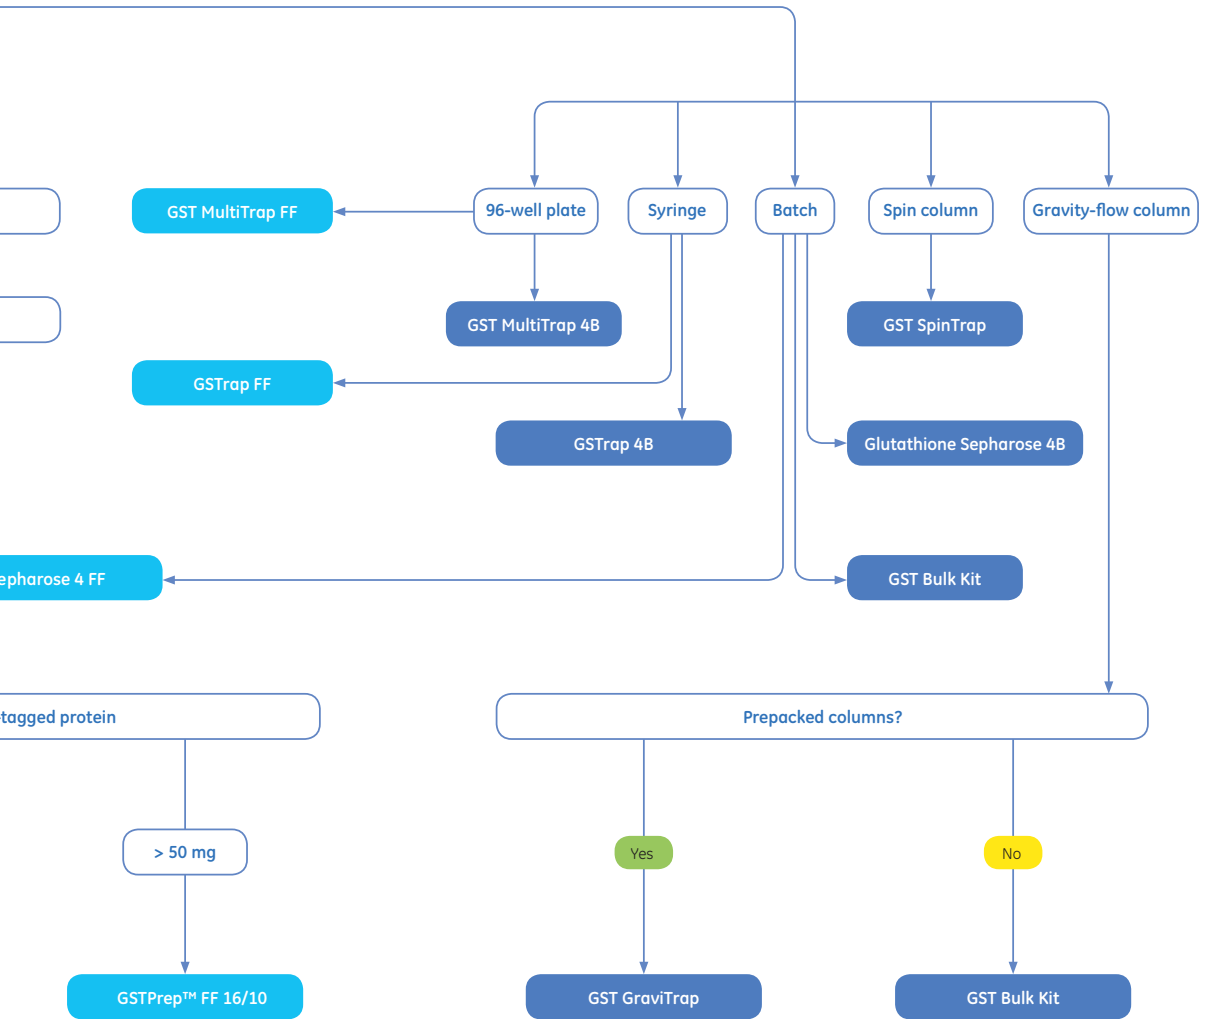 GST MultiTrap FF
96-well plate
Syringe
Batch
Spin column
Gravity-flow column
GST MultiTrap 4B
GST SpinTrap
GSTrap FF
GSTrap 4B
Glutathione Sepharose 4B
epharose 4 FF
GST Bulk Kit
tagged protein
Prepacked columns?
> 50 mg
Yes
No
GSTPrep™ FF 16/10
GST GraviTrap
GST Bulk Kit